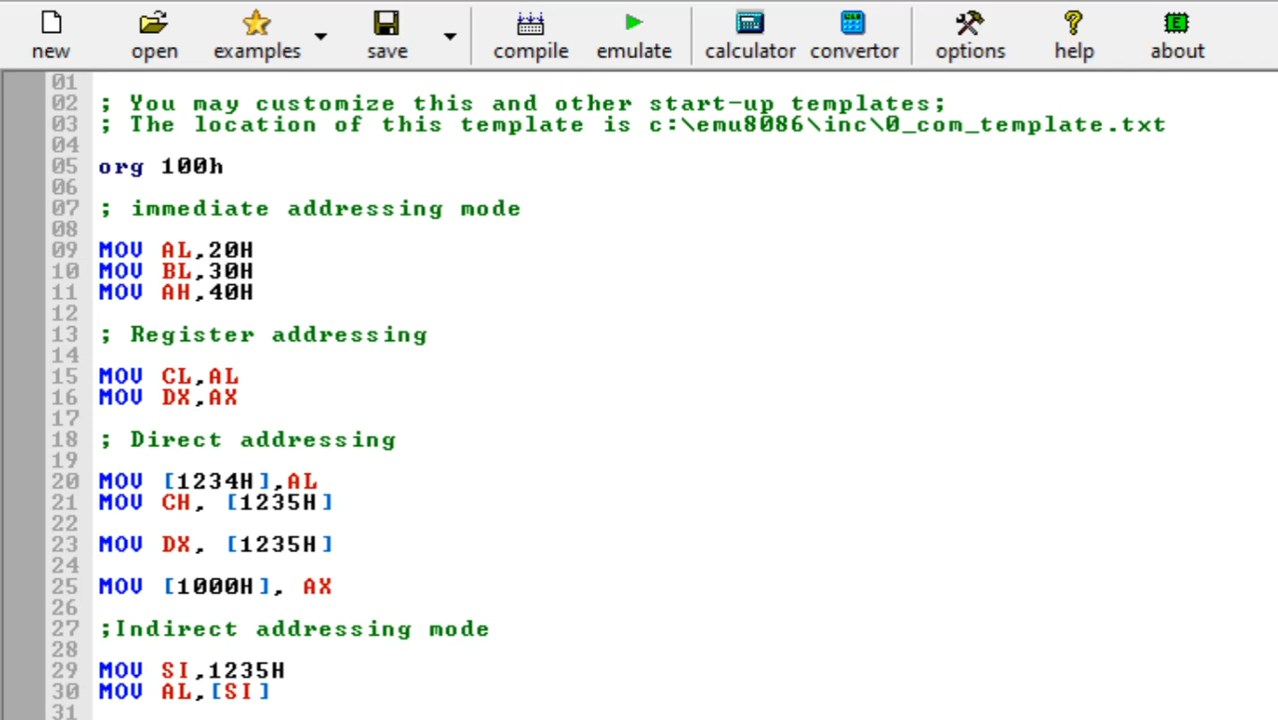 new open examples save compile emulate calculator convertor options help about
01
02 ; You may customize this and other start-up templates;
03 ; The location of this template is c:\emu8086\inc\0_com_template.txt
04
05 org 100h
06
07 ; immediate addressing mode
08
09 MOV AL,20H
10 MOV BL,30H
11 MOV AH,40H
12
13 ; Register addressing
14
15 MOV CL,AL
16 MOV DX,AX
17
18 ; Direct addressing
19
20 MOV [1234H],AL
21 MOV CH, [1235H]
22
23 MOV DX, [1235H]
24
25 MOV [1000H], AX
26
27 ;Indirect addressing mode
28
29 MOV SI,1235H
30 MOV AL,[SI]
31